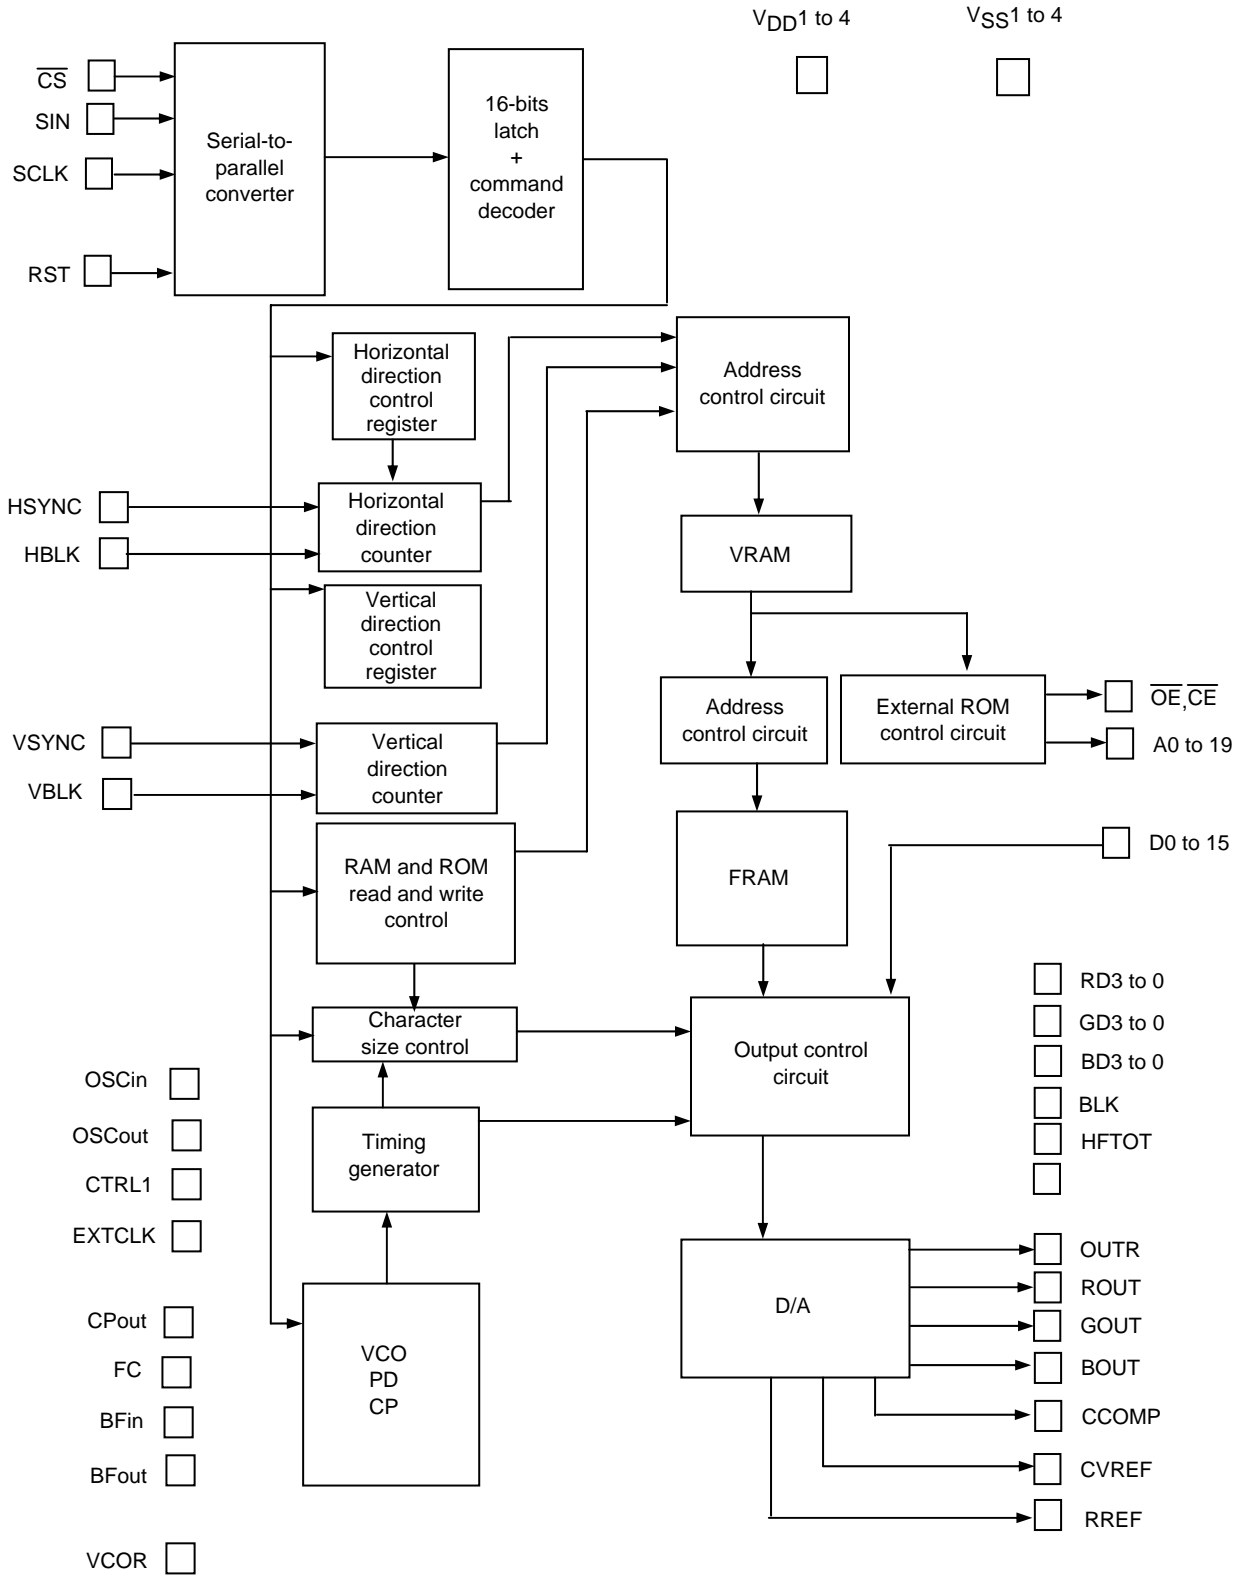 VDD1 to 4
VSS1 to 4
CS
SIN
SCLK
RST
Serial-to-
parallel
converter
16-bits
latch
+
command
decoder
Horizontal
direction
control
register
Address
control circuit
HSYNC
HBLK
Horizontal
direction
counter
VRAM
Vertical
direction
control
register
Address
control circuit
External ROM
control circuit
OE,CE
A0 to 19
VSYNC
VBLK
Vertical
direction
counter
RAM and ROM
read and write
control
FRAM
D0 to 15
Character
size control
Output control
circuit
RD3 to 0
GD3 to 0
BD3 to 0
BLK
HFTOT
OSCin
OSCout
CTRL1
EXTCLK
Timing
generator
CPout
FC
BFin
BFout
VCOR
VCO
PD
CP
D/A
OUTR
ROUT
GOUT
BOUT
CCOMP
CVREF
RREF